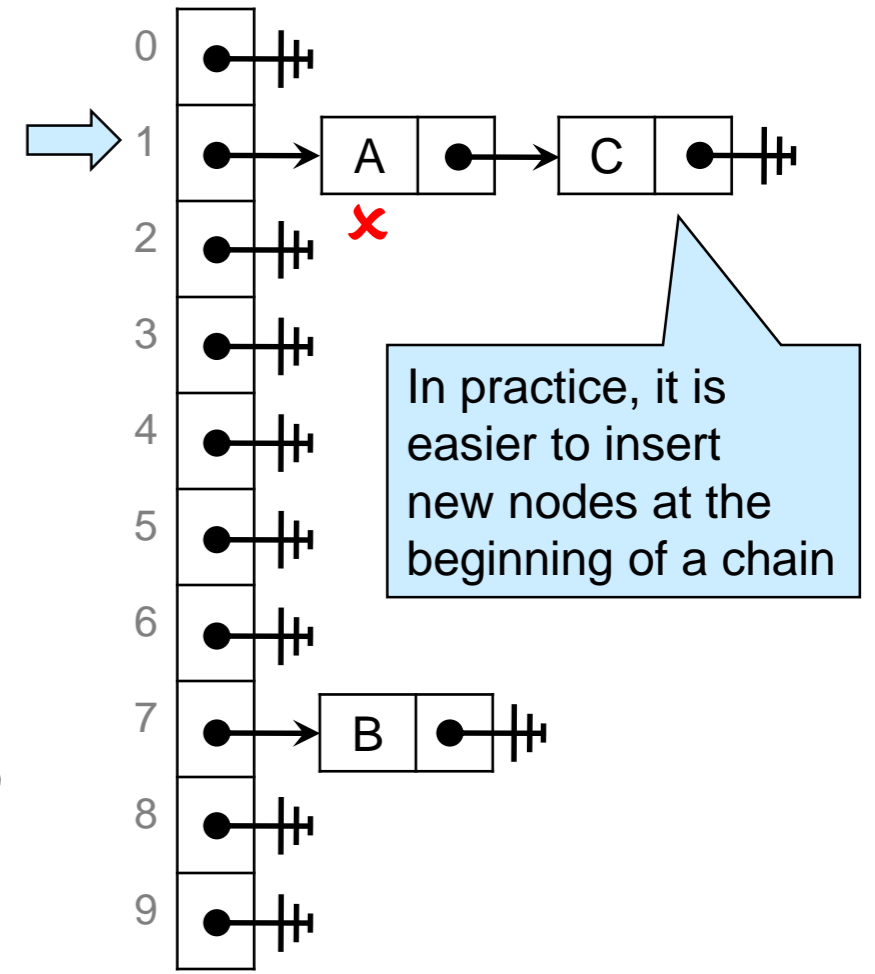 0
1
A
C
2
3
In practice, it is
easier to insert
new nodes at the
beginning of a chain
4
5
6
7
B
8
9